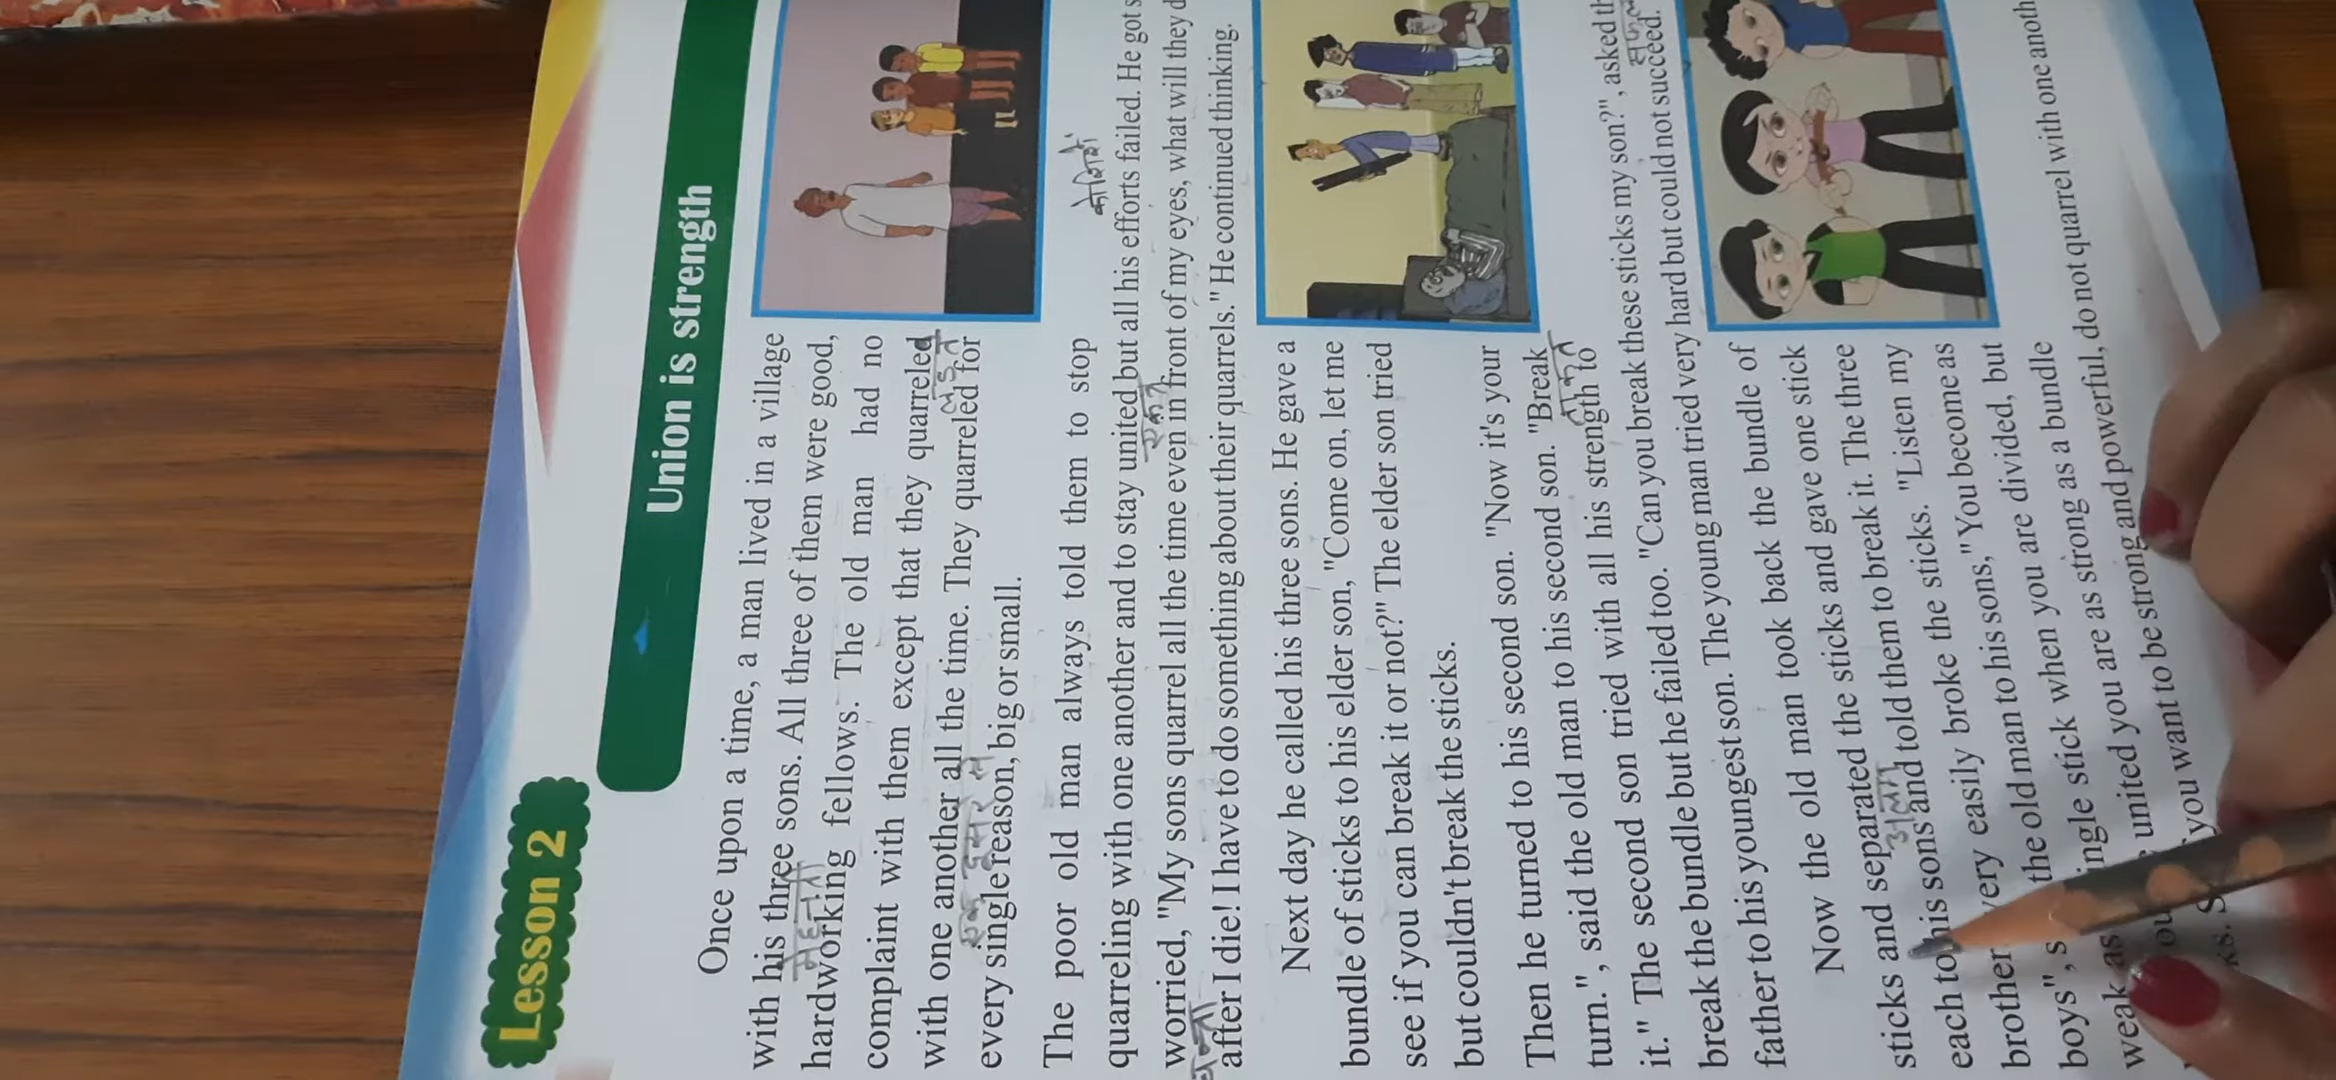 Lesson 2
Union is strength
Once upon a time, a man lived in a village
with his three sons. All three of them were good,
मेहनती
hardworking fellows. The old man had no
complaint with them except that they quarreled
लड़ते
with one another all the time. They quarreled for
एक दूसरे से
every single reason, big or small.
The poor old man always told them to stop
कोशिशें
quarreling with one another and to stay united but all his efforts failed. He got s
एकता
worried, "My sons quarrel all the time even in front of my eyes, what will they d
after I die! I have to do something about their quarrels." He continued thinking.
Next day he called his three sons. He gave a
bundle of sticks to his elder son, "Come on, let me
see if you can break it or not?" The elder son tried
but couldn't break the sticks.
Then he turned to his second son. "Now it's your
turn.", said the old man to his second son. "Break
ताकत
it." The second son tried with all his strength to
break the bundle but he failed too. "Can you break these sticks my son?", asked th
father to his youngest son. The young man tried very hard but could not succeed.
Now the old man took back the bundle of
sticks and separated the sticks and gave one stick
अलग
each to his sons and told them to break it. The three
brother very easily broke the sticks. "Listen my
boys", s the old man to his sons, "You become as
weak as ingle stick when you are divided, but
united you are as strong as a bundle
ks. S you want to be strong and powerful, do not quarrel with one anoth